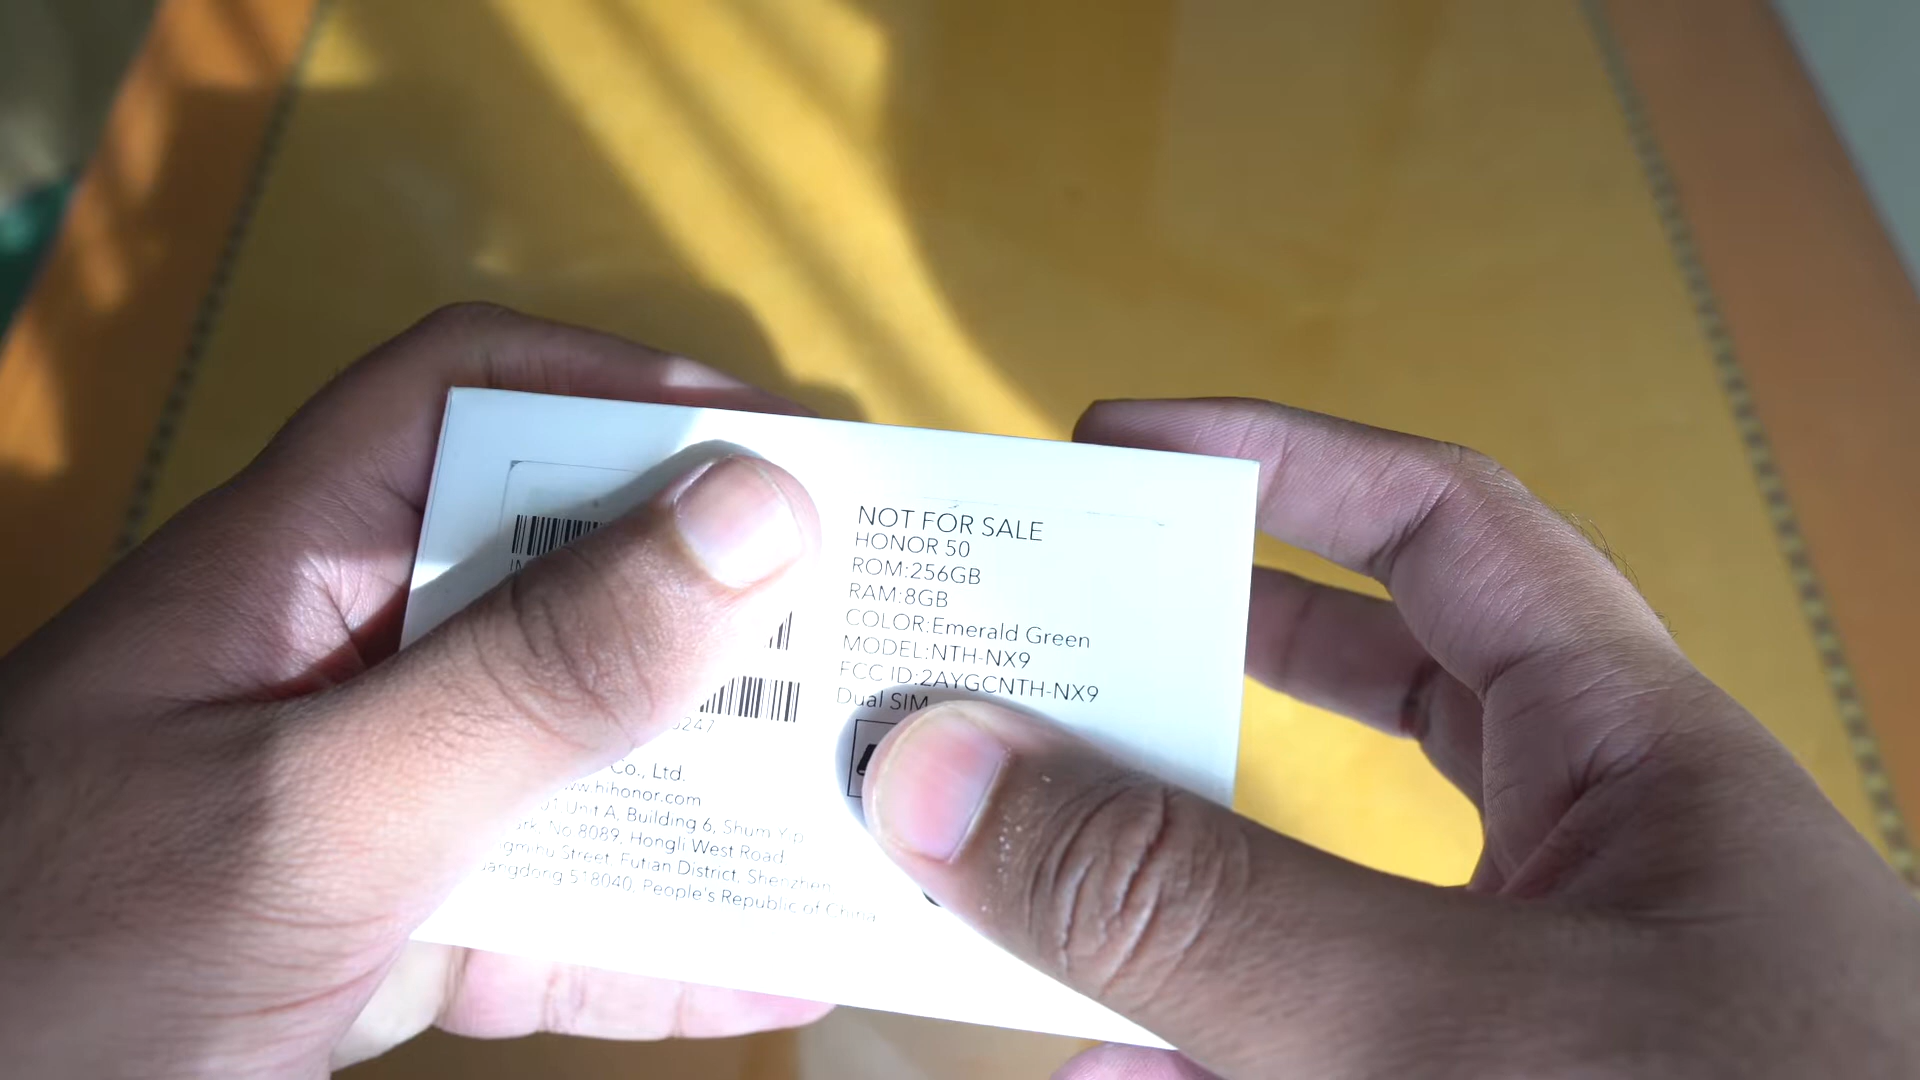 NOT FOR SALE
HONOR 50
ROM:256GB
RAM:8GB
COLOR:Emerald Green
MODEL:NTH-NX9
FCC ID:2AYGCNTH-NX9
Dual SIM
247
Co., Ltd.
www.hihonor.com
Unit A, Building 6, Shum Yip
No.8089, Hongli West Road
Street, Futian District, Shenzhen
518040, People's Republic of China